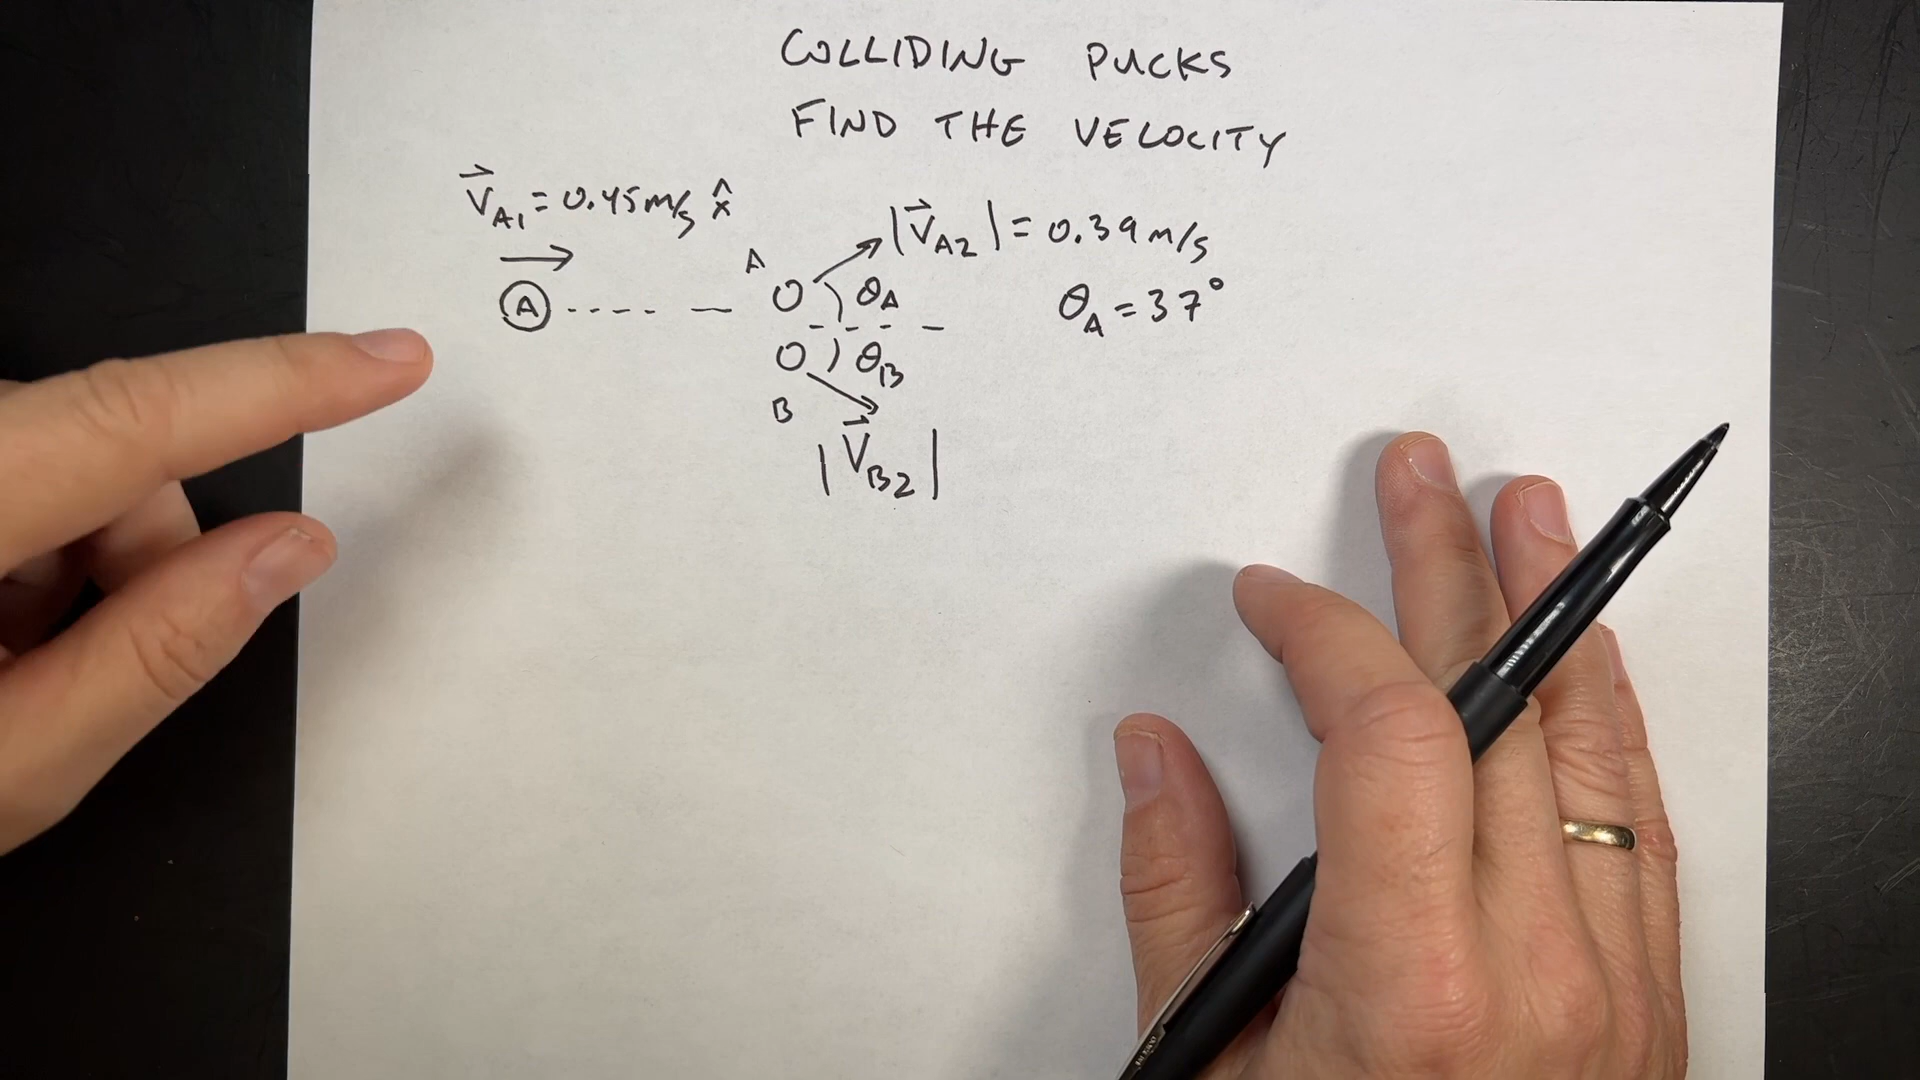 COLLIDING PUCKS
FIND THE VELOCITY
V⃗A1 = 0.45 m/s x̂
|V⃗A2| = 0.39 m/s
A
A
θA
θA = 37°
θB
B
|V⃗B2|